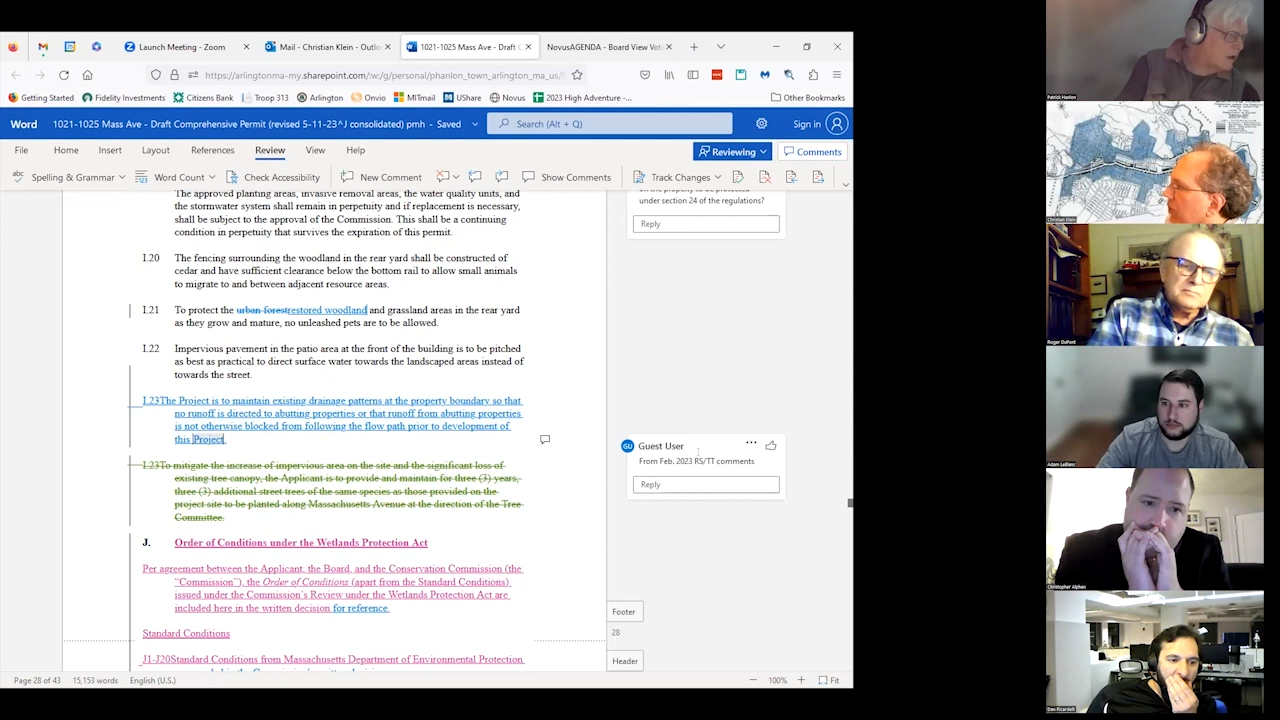 Launch Meeting - Zoom
Mail - Christian Klein - Outlo
1021-1025 Mass Ave - Draft C
NovusAGENDA - Board View Vot
https://arlingtonma-my.sharepoint.com/:w:/g/personal/phanlon_town_arlington_ma_us/
Getting Started Fidelity Investments Citizens Bank Troop 313 Arlington Onvio MITmail UShare Novus 2023 High Adventure -... Other Bookmarks
Word 1021-1025 Mass Ave - Draft Comprehensive Permit (revised 5-11-23^J consolidated) pmh - Saved Search (Alt + Q) Sign in
File Home Insert Layout References Review View Help Reviewing Comments
Spelling & Grammar Word Count Check Accessibility New Comment Show Comments Track Changes
The approved planting areas, invasive removal areas, the water quality units, and
the stormwater system shall remain in perpetuity and if replacement is necessary,
shall be subject to the approval of the Commission. This shall be a continuing
condition in perpetuity that survives the expiration of this permit.
I.20 The fencing surrounding the woodland in the rear yard shall be constructed of
cedar and have sufficient clearance below the bottom rail to allow small animals
to migrate to and between adjacent resource areas.
I.21 To protect the urban forestrestored woodland and grassland areas in the rear yard
as they grow and mature, no unleashed pets are to be allowed.
I.22 Impervious pavement in the patio area at the front of the building is to be pitched
as best as practical to direct surface water towards the landscaped areas instead of
towards the street.
I.23The Project is to maintain existing drainage patterns at the property boundary so that
no runoff is directed to abutting properties or that runoff from abutting properties
is not otherwise blocked from following the flow path prior to development of
this Project.
I.23To mitigate the increase of impervious area on the site and the significant loss of
existing tree canopy, the Applicant is to provide and maintain for three (3) years,
three (3) additional street trees of the same species as those provided on the
project site to be planted along Massachusetts Avenue at the direction of the Tree
Committee.
J. Order of Conditions under the Wetlands Protection Act
Per agreement between the Applicant, the Board, and the Conservation Commission (the
“Commission”), the Order of Conditions (apart from the Standard Conditions)
issued under the Commission’s Review under the Wetlands Protection Act are
included here in the written decision for reference.
Standard Conditions
J1-J20Standard Conditions from Massachusetts Department of Environmental Protection
on the property to be protected
under section 24 of the regulations?
Reply
GU Guest User
From Feb. 2023 RS/TT comments
Reply
Footer
28
Header
Page 28 of 43 15,153 words English (U.S.) 100% Fit
Patrick Hanlon
Christian Klein
Roger DuPont
Adam LeBlanc
Christopher Alphen
Dan Ricardelli